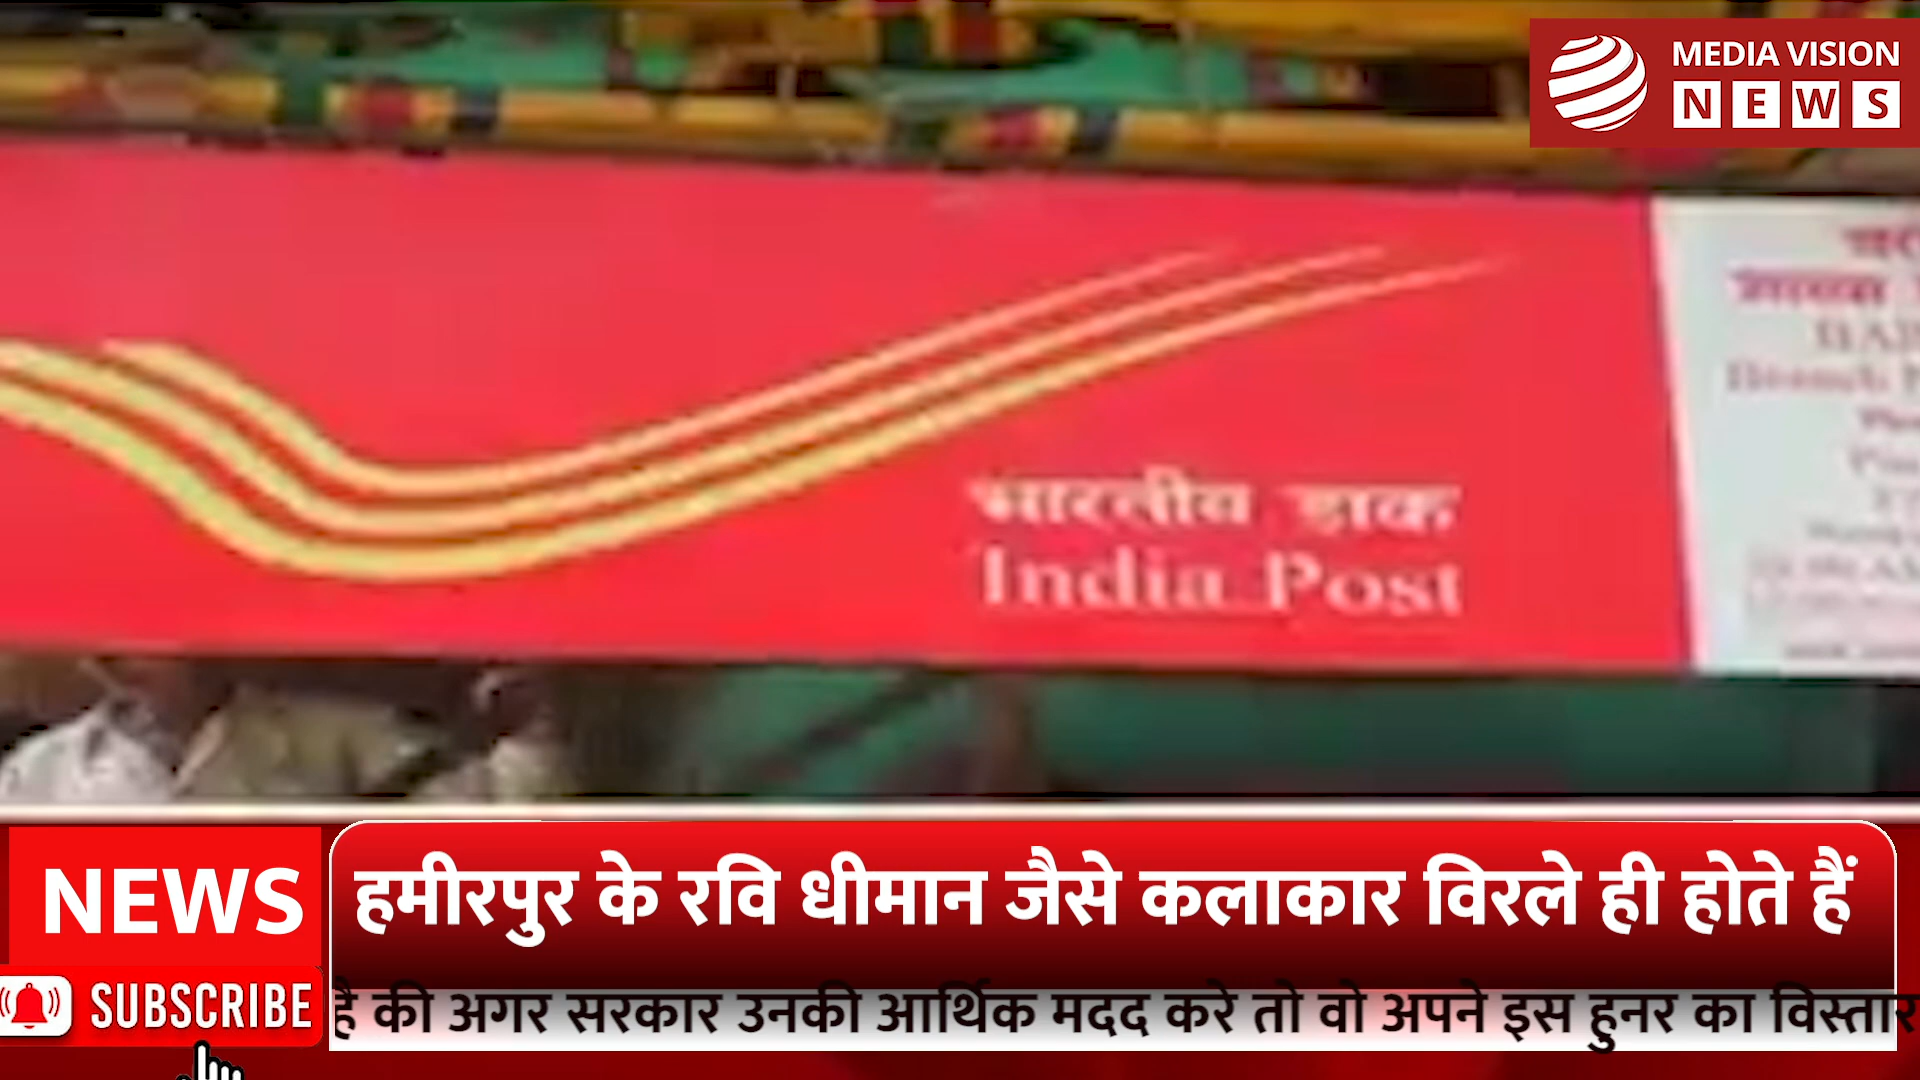 MEDIA VISION
NEWS
भारतीय डाक
India Post
Branch
NEWS
हमीरपुर के रवि धीमान जैसे कलाकार विरले ही होते हैं
SUBSCRIBE
है की अगर सरकार उनकी आर्थिक मदद करे तो वो अपने इस हुनर का विस्तार